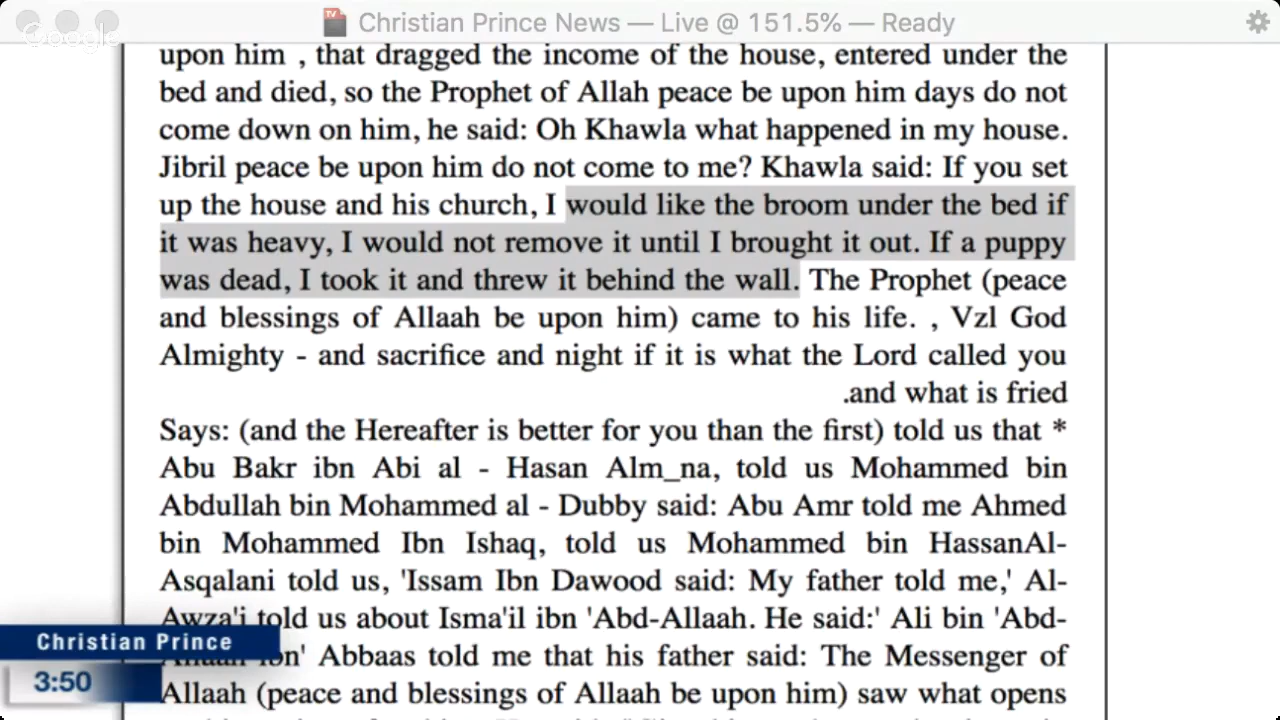 Christian Prince News — Live @ 151.5% — Ready
Google
upon him , that dragged the income of the house, entered under the
bed and died, so the Prophet of Allah peace be upon him days do not
come down on him, he said: Oh Khawla what happened in my house.
Jibril peace be upon him do not come to me? Khawla said: If you set
up the house and his church, I would like the broom under the bed if
it was heavy, I would not remove it until I brought it out. If a puppy
was dead, I took it and threw it behind the wall. The Prophet (peace
and blessings of Allaah be upon him) came to his life. , Vzl God
Almighty - and sacrifice and night if it is what the Lord called you
.and what is fried
Says: (and the Hereafter is better for you than the first) told us that *
Abu Bakr ibn Abi al - Hasan Alm_na, told us Mohammed bin
Abdullah bin Mohammed al - Dubby said: Abu Amr told me Ahmed
bin Mohammed Ibn Ishaq, told us Mohammed bin HassanAl-
Asqalani told us, 'Issam Ibn Dawood said: My father told me,' Al-
Awza'i told us about Isma'il ibn 'Abd-Allaah. He said:' Ali bin 'Abd-
Allaah ibn' Abbaas told me that his father said: The Messenger of
Allaah (peace and blessings of Allaah be upon him) saw what opens
Christian Prince
3:50